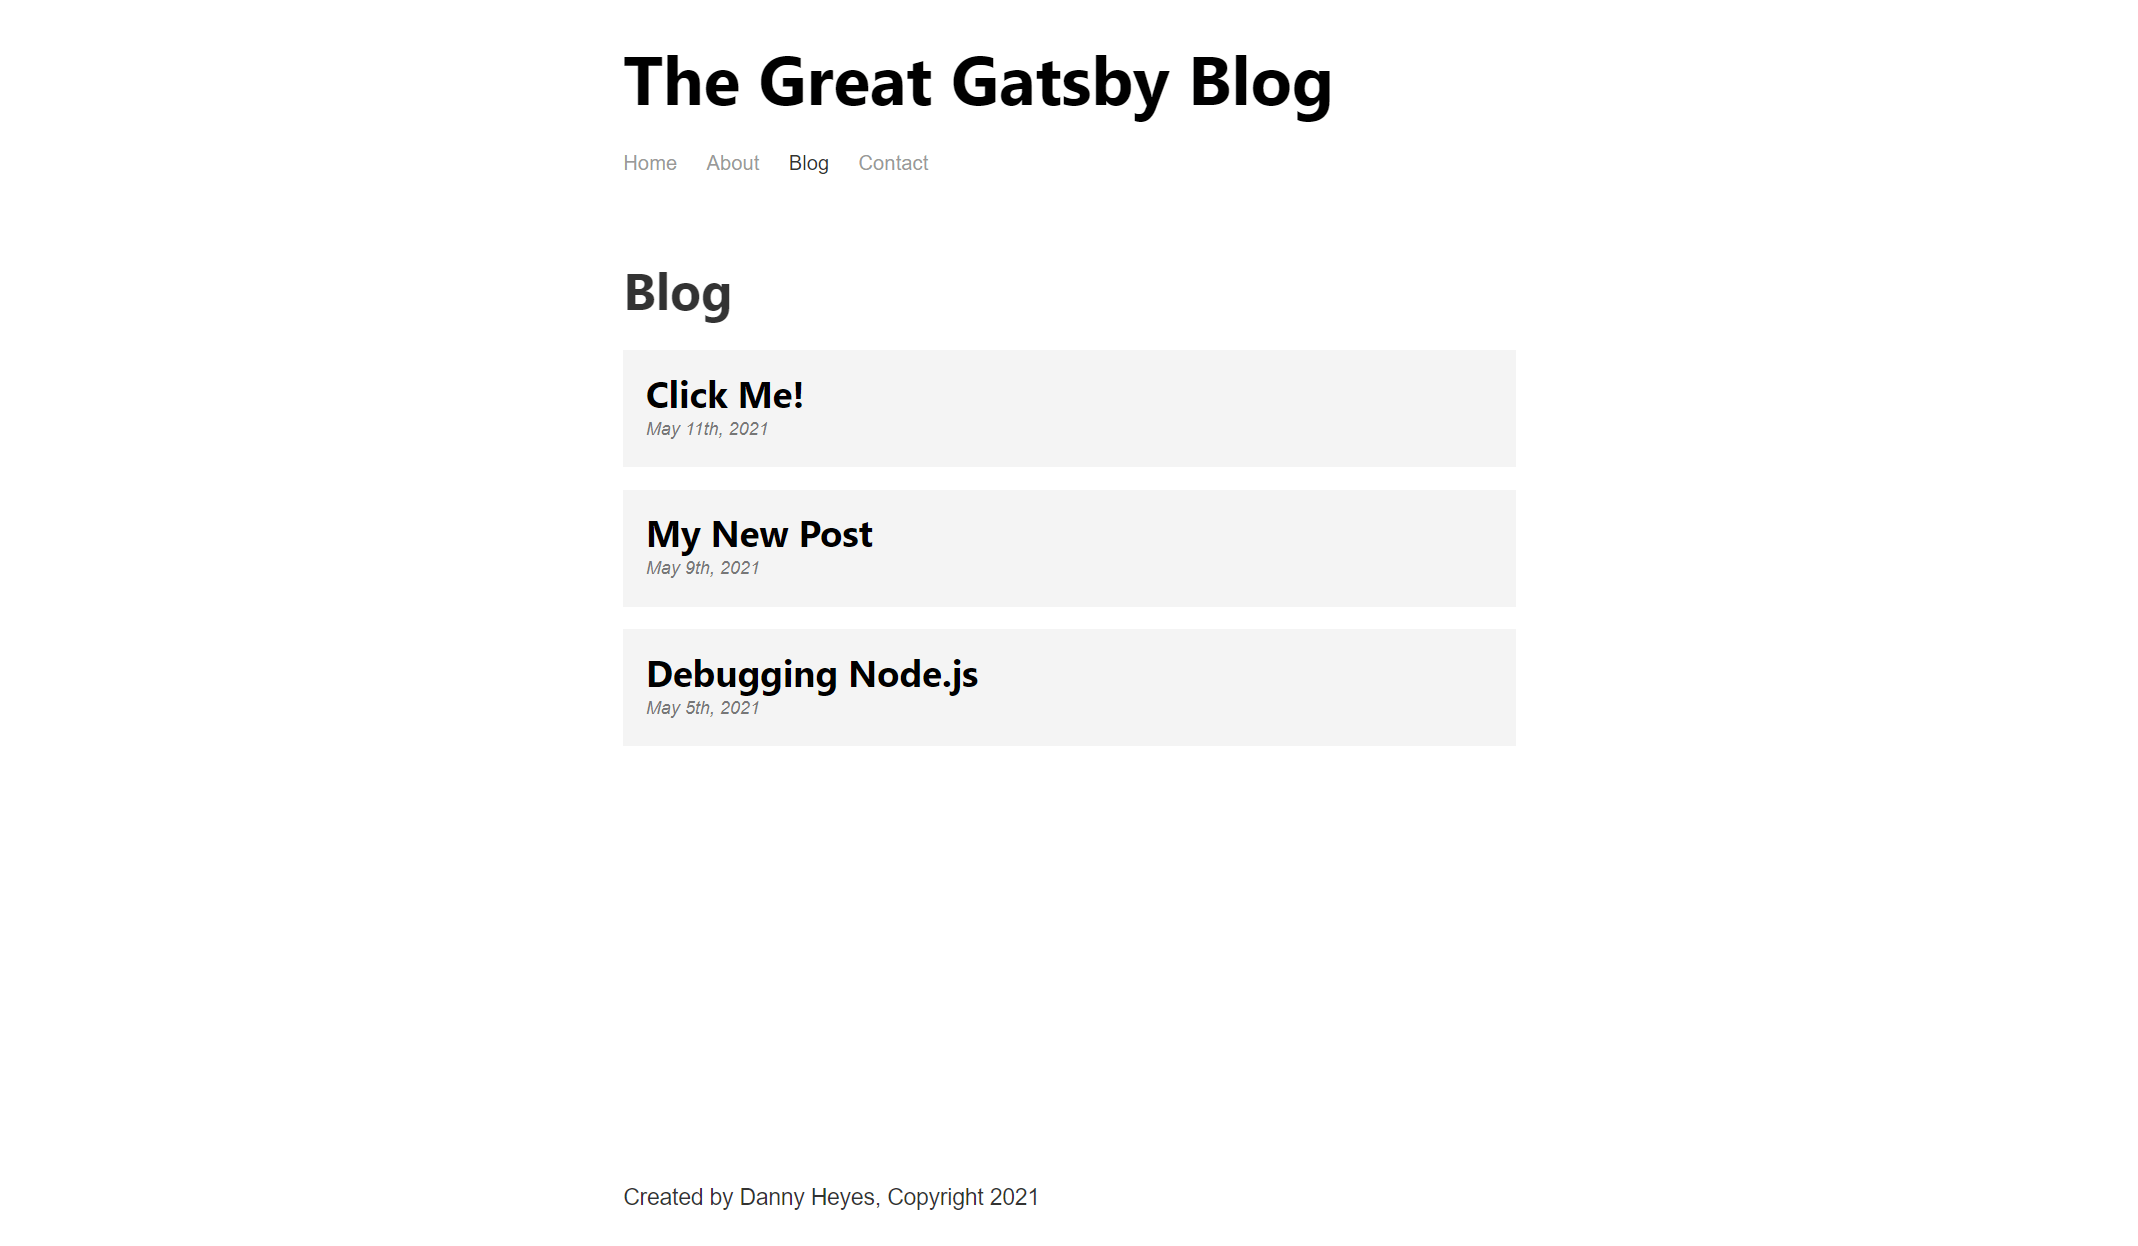 The Great Gatsby Blog
Home About Blog Contact
Blog
Click Me!
May 11th, 2021
My New Post
May 9th, 2021
Debugging Node.js
May 5th, 2021
Created by Danny Heyes, Copyright 2021